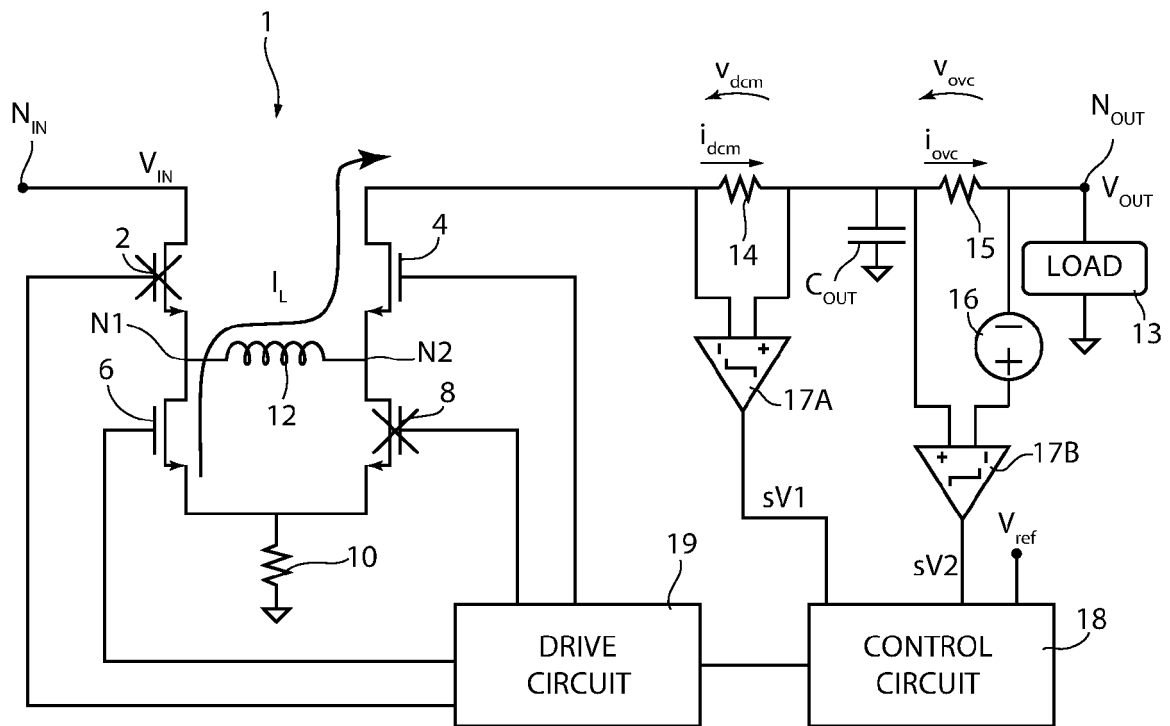 1
v_dcm
v_ovc
N_IN
N_OUT
i_dcm
i_ovc
V_IN
V_OUT
2
4
14
15
LOAD
I_L
C_OUT
16
13
N1
N2
−
+
6
12
8
− +
17A
+ −
17B
sV1
V_ref
10
19
sV2
DRIVE
CIRCUIT
CONTROL
CIRCUIT
18